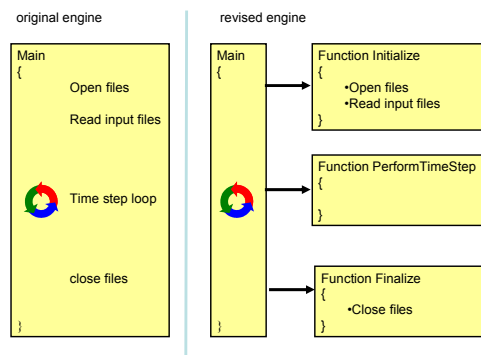 original engine
Main
{
Open files
Read input files
Time step loop
close files
}
revised engine
Main
{
}
Function Initialize
{
•Open files
•Read input files
}
Function PerformTimeStep
{
}
Function Finalize
{
•Close files
}